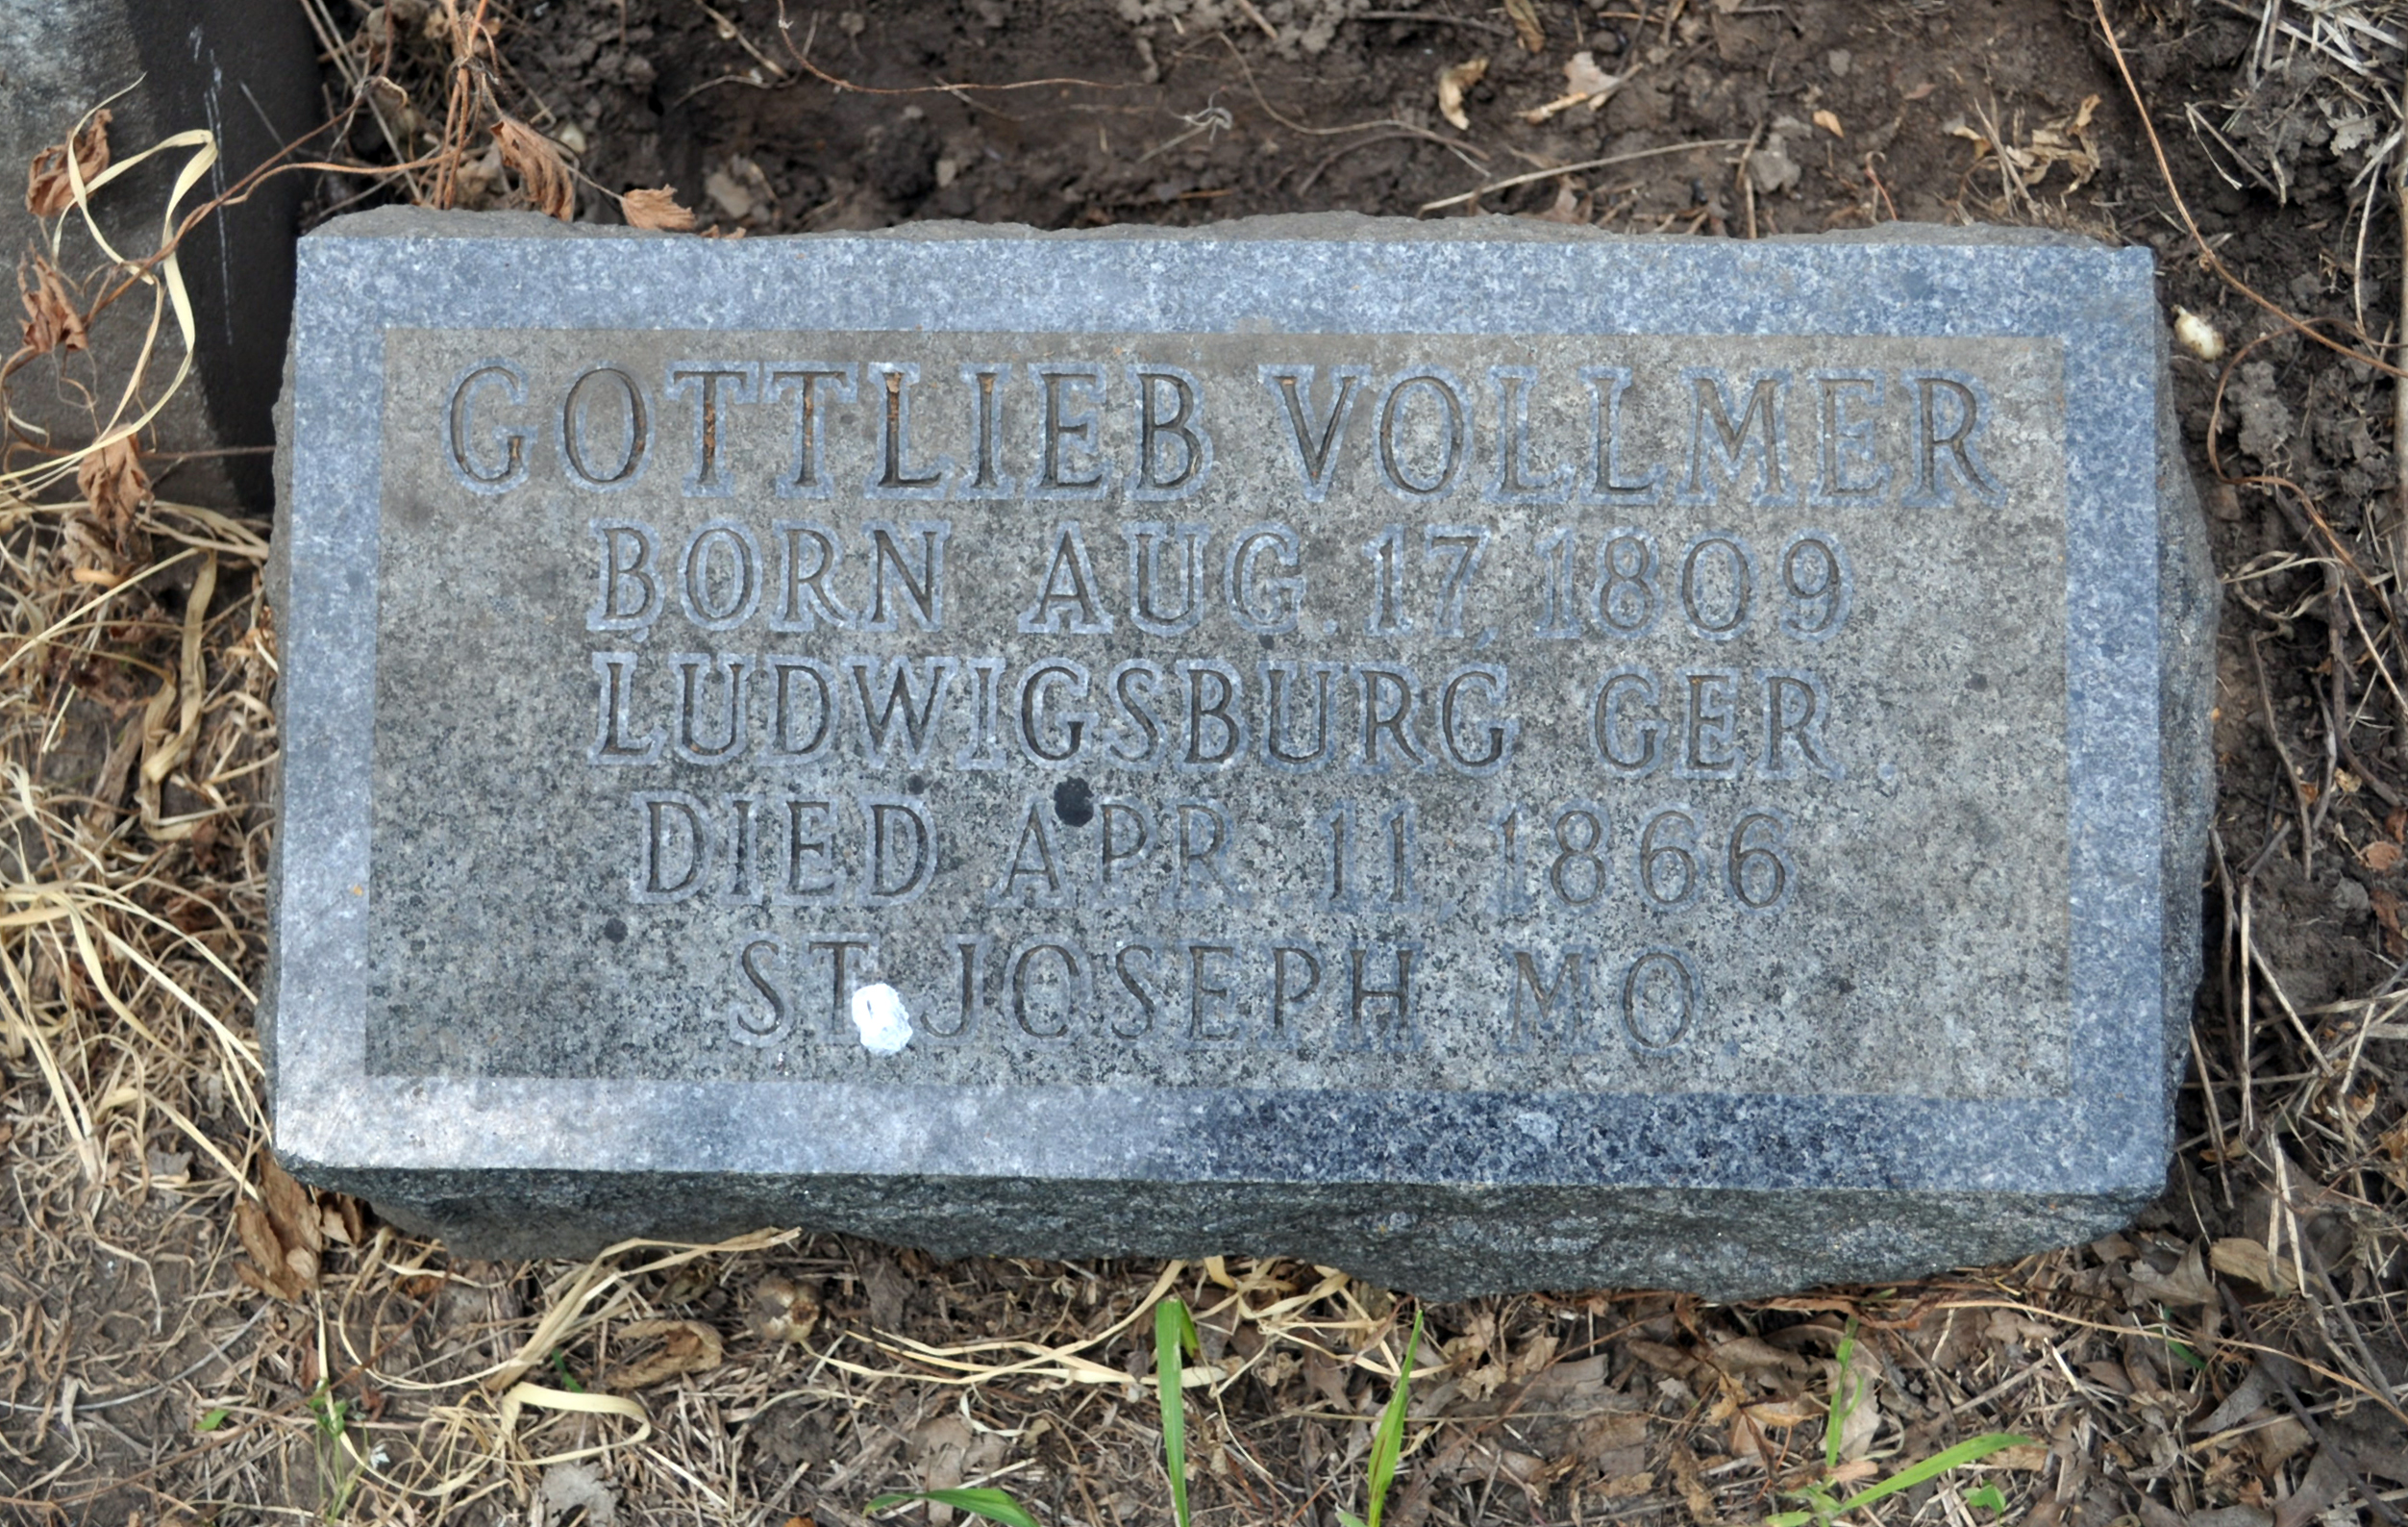 GOTTLIEB VOLLMER
BORN AUG. 17, 1809
LUDWIGSBURG GER.
DIED APR. 11, 1866
ST. JOSEPH MO.